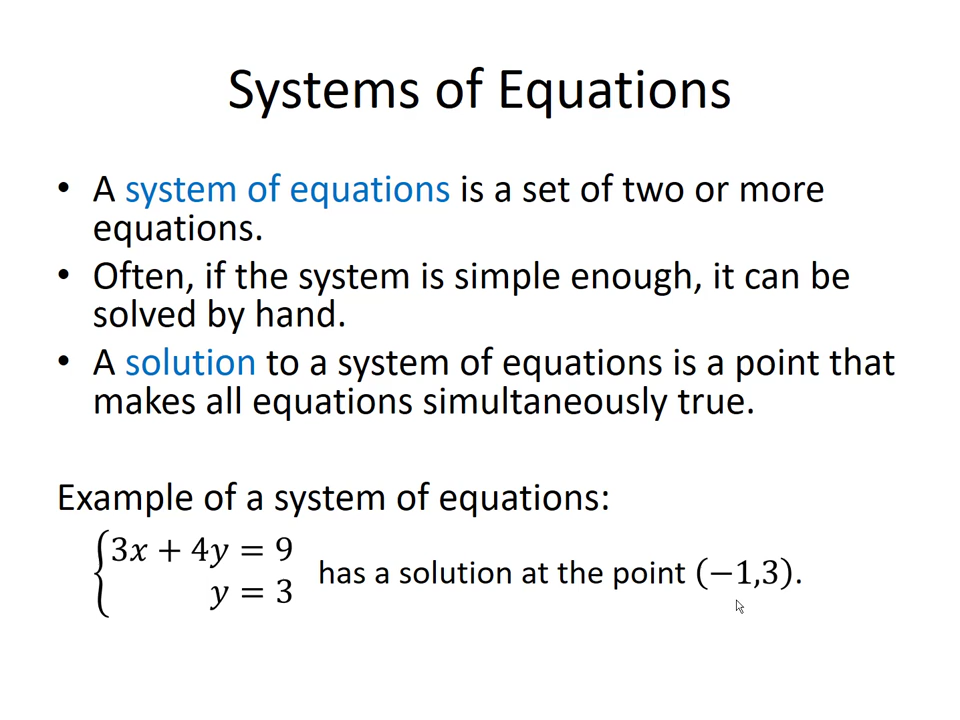 Systems of Equations
• A system of equations is a set of two or more
equations.
• Often, if the system is simple enough, it can be
solved by hand.
• A solution to a system of equations is a point that
makes all equations simultaneously true.
Example of a system of equations:
{3x + 4y = 9
y = 3
has a solution at the point (−1,3).